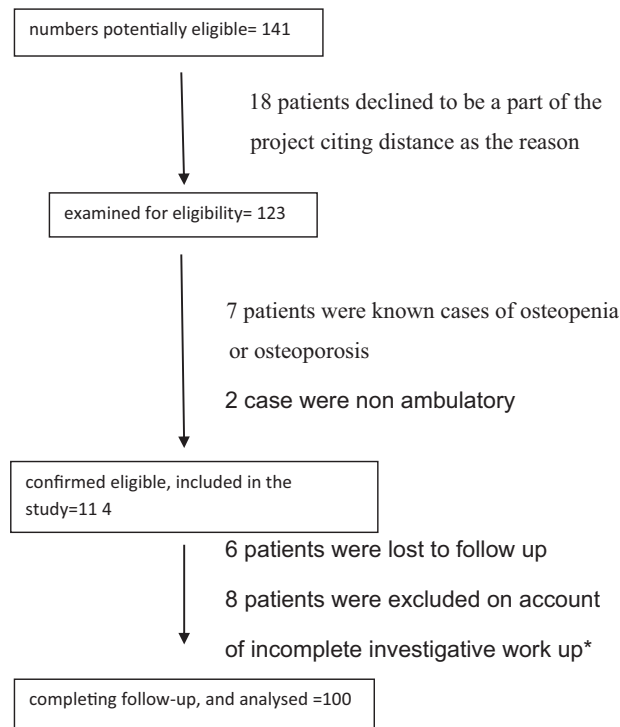 numbers potentially eligible= 141
18 patients declined to be a part of the
project citing distance as the reason
examined for eligibility= 123
7 patients were known cases of osteopenia
or osteoporosis
2 case were non ambulatory
confirmed eligible, included in the
study=11 4
6 patients were lost to follow up
8 patients were excluded on account
of incomplete investigative work up*
completing follow-up, and analysed =100